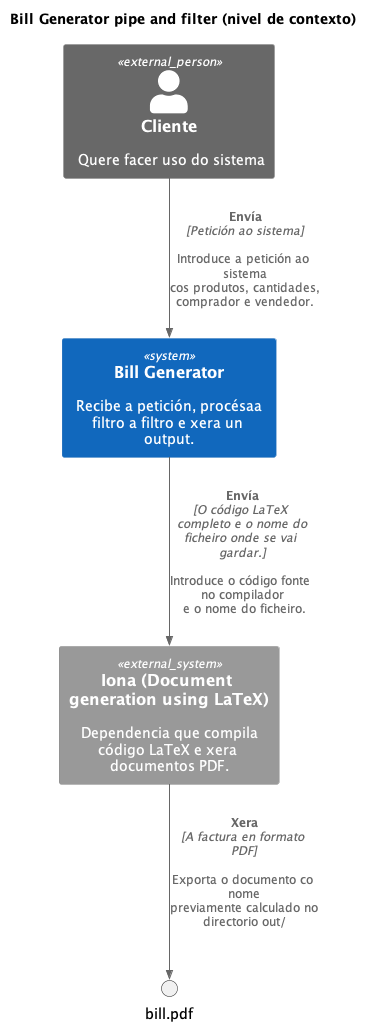 Bill Generator pipe and filter (nivel de contexto)
«external_person»
Cliente
Quere facer uso do sistema
Envía
[Petición ao sistema]
Introduce a petición ao
sistema
cos produtos, cantidades,
comprador e vendedor.
«system»
Bill Generator
Recibe a petición, procésaa
filtro a filtro e xera un
output.
Envía
[O código LaTeX
completo e o nome do
ficheiro onde se vai
gardar.]
Introduce o código fonte
no compilador
e o nome do ficheiro.
«external_system»
Iona (Document
generation using LaTeX)
Dependencia que compila
código LaTeX e xera
documentos PDF.
Xera
[A factura en formato
PDF]
Exporta o documento co
nome
previamente calculado no
directorio out/
bill.pdf